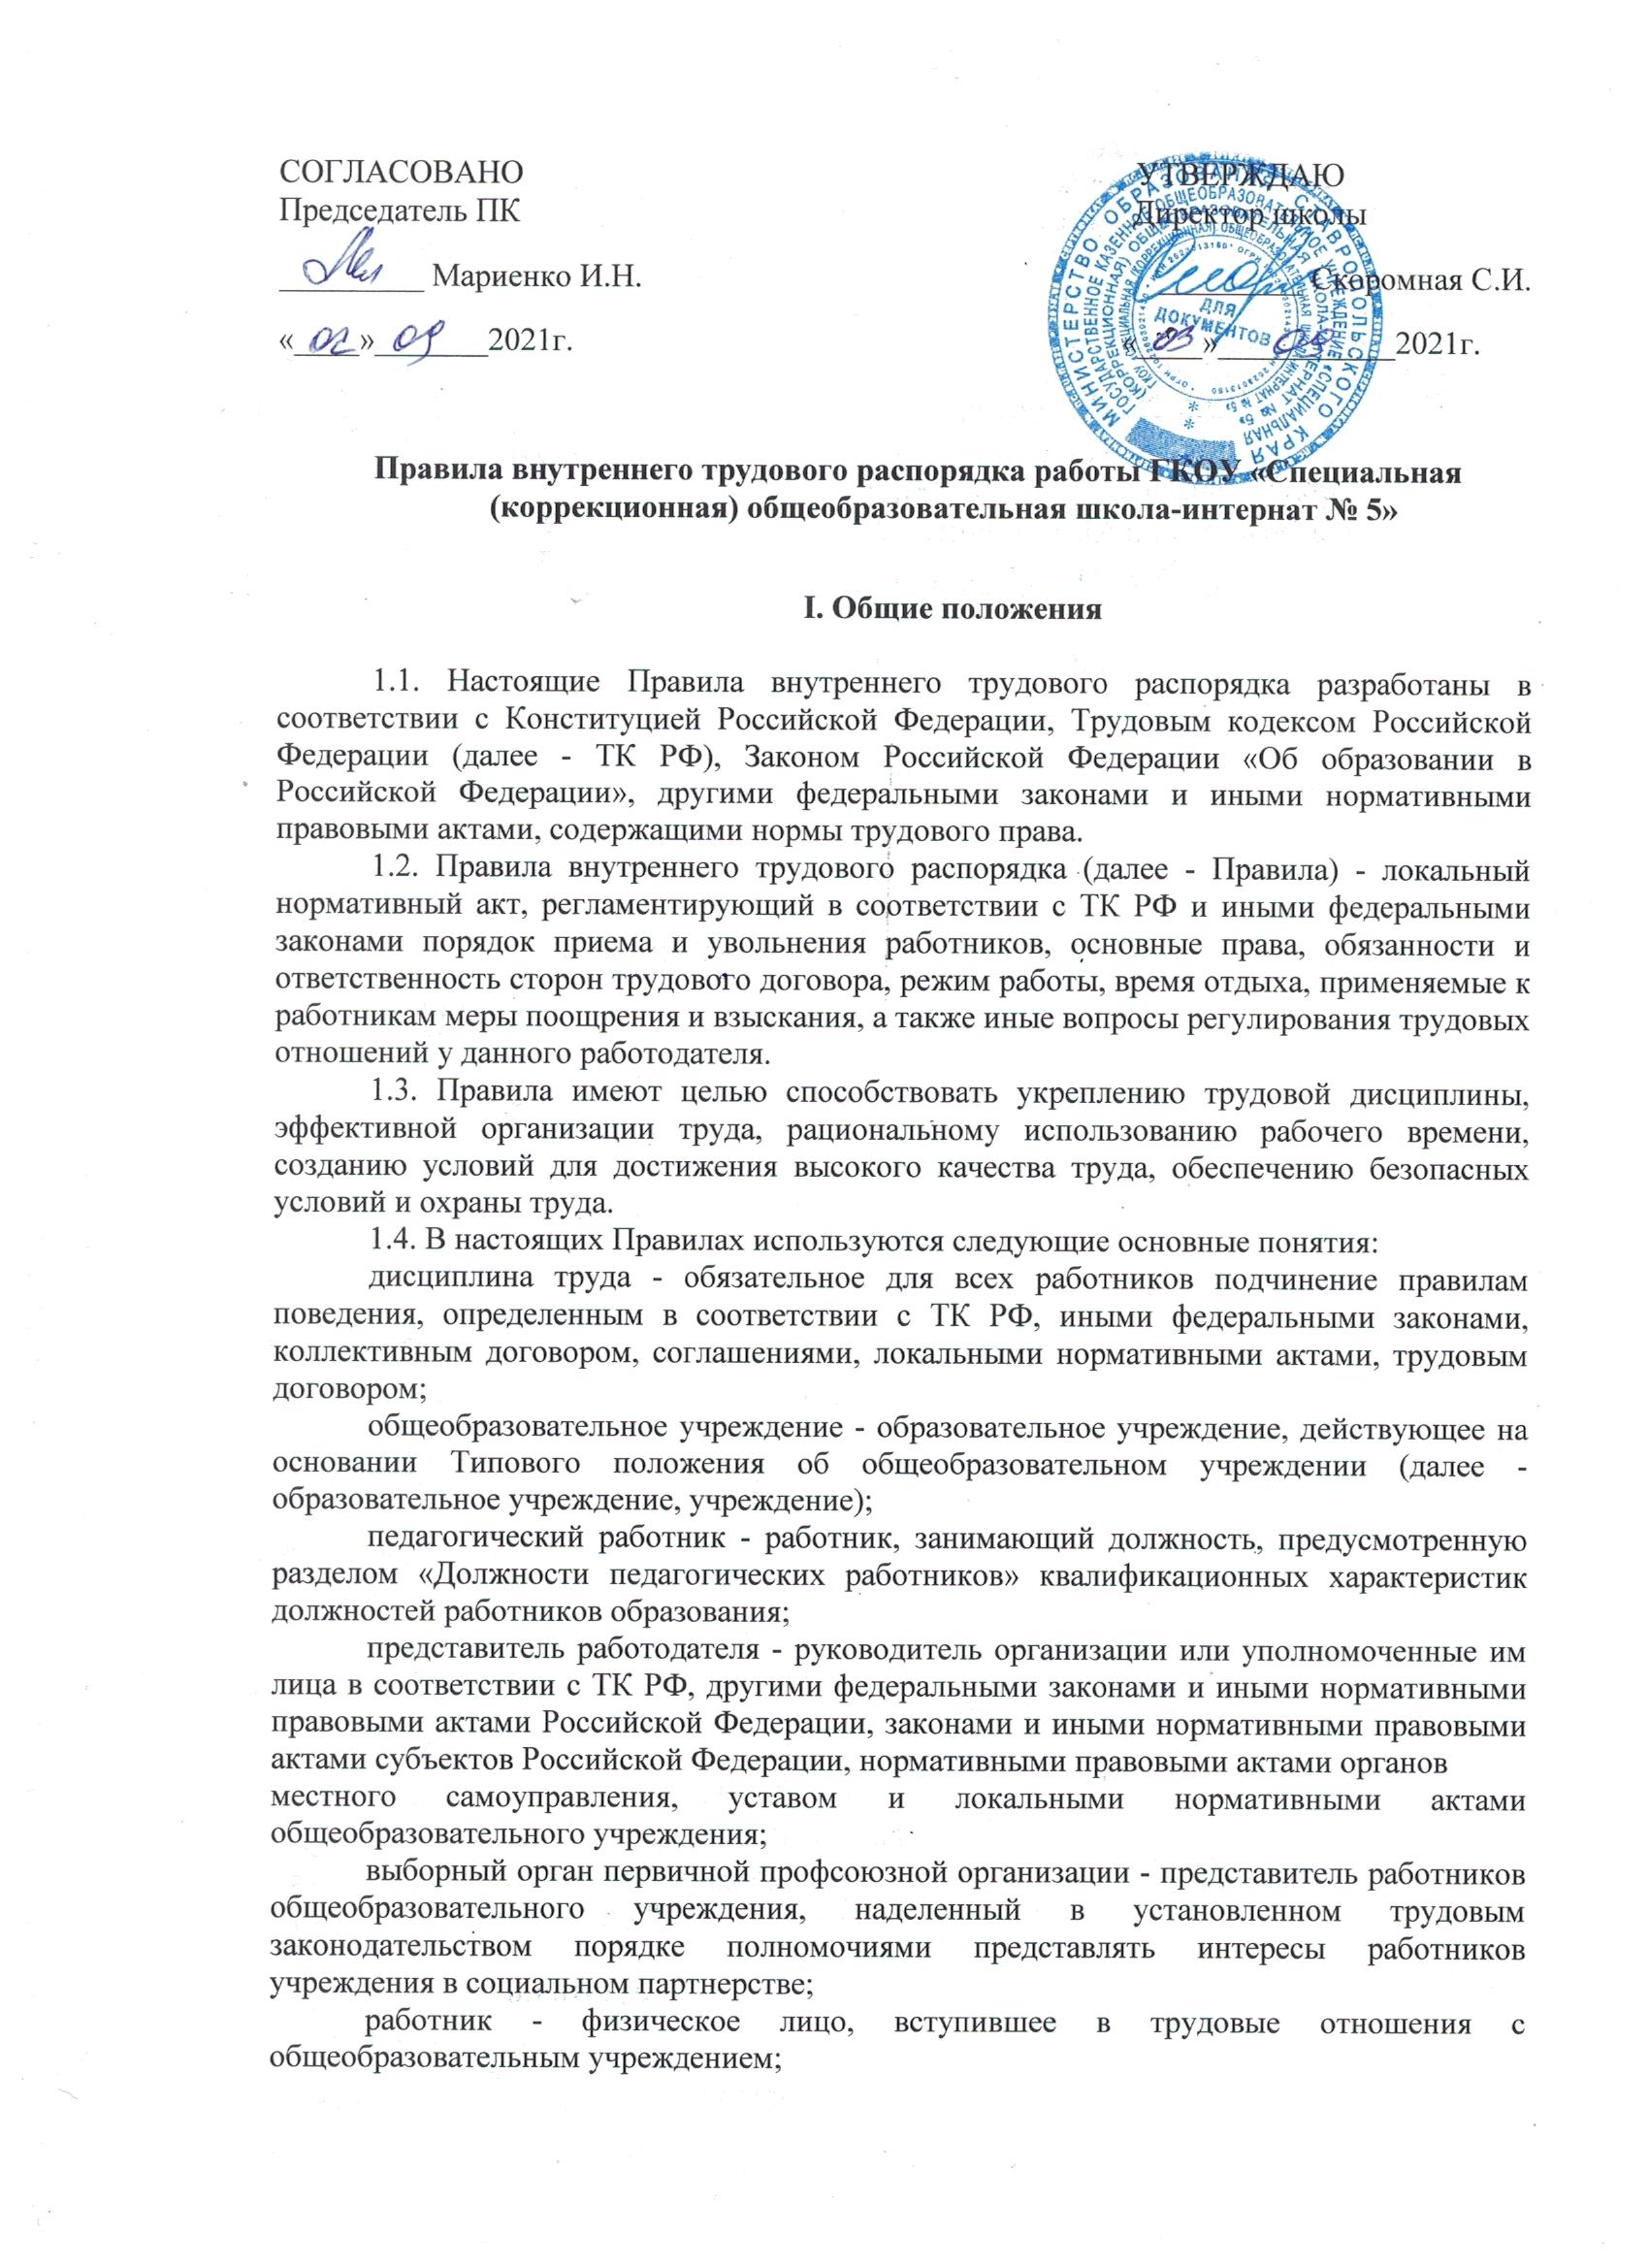 СОГЛАСОВАНО
Председатель ПК
_________ Мариенко И.Н.
«____» 09 2021г.
УТВЕРЖДАЮ
Директор школы
_________ Скоромная С.И.
«03» 09 2021г.
МИНИСТЕРСТВО ОБРАЗОВАНИЯ СТАВРОПОЛЬСКОГО КРАЯ
ДЛЯ
ДОКУМЕНТОВ
Правила внутреннего трудового распорядка работы ГКОУ «Специальная
(коррекционная) общеобразовательная школа-интернат № 5»
I. Общие положения
1.1. Настоящие Правила внутреннего трудового распорядка разработаны в
соответствии с Конституцией Российской Федерации, Трудовым кодексом Российской
Федерации (далее - ТК РФ), Законом Российской Федерации «Об образовании в
Российской Федерации», другими федеральными законами и иными нормативными
правовыми актами, содержащими нормы трудового права.
1.2. Правила внутреннего трудового распорядка (далее - Правила) - локальный
нормативный акт, регламентирующий в соответствии с ТК РФ и иными федеральными
законами порядок приема и увольнения работников, основные права, обязанности и
ответственность сторон трудового договора, режим работы, время отдыха, применяемые к
работникам меры поощрения и взыскания, а также иные вопросы регулирования трудовых
отношений у данного работодателя.
1.3. Правила имеют целью способствовать укреплению трудовой дисциплины,
эффективной организации труда, рациональному использованию рабочего времени,
созданию условий для достижения высокого качества труда, обеспечению безопасных
условий и охраны труда.
1.4. В настоящих Правилах используются следующие основные понятия:
дисциплина труда - обязательное для всех работников подчинение правилам
поведения, определенным в соответствии с ТК РФ, иными федеральными законами,
коллективным договором, соглашениями, локальными нормативными актами, трудовым
договором;
общеобразовательное учреждение - образовательное учреждение, действующее на
основании Типового положения об общеобразовательном учреждении (далее -
образовательное учреждение, учреждение);
педагогический работник - работник, занимающий должность, предусмотренную
разделом «Должности педагогических работников» квалификационных характеристик
должностей работников образования;
представитель работодателя - руководитель организации или уполномоченные им
лица в соответствии с ТК РФ, другими федеральными законами и иными нормативными
правовыми актами Российской Федерации, законами и иными нормативными правовыми
актами субъектов Российской Федерации, нормативными правовыми актами органов
местного самоуправления, уставом и локальными нормативными актами
общеобразовательного учреждения;
выборный орган первичной профсоюзной организации - представитель работников
общеобразовательного учреждения, наделенный в установленном трудовым
законодательством порядке полномочиями представлять интересы работников
учреждения в социальном партнерстве;
работник - физическое лицо, вступившее в трудовые отношения с
общеобразовательным учреждением;